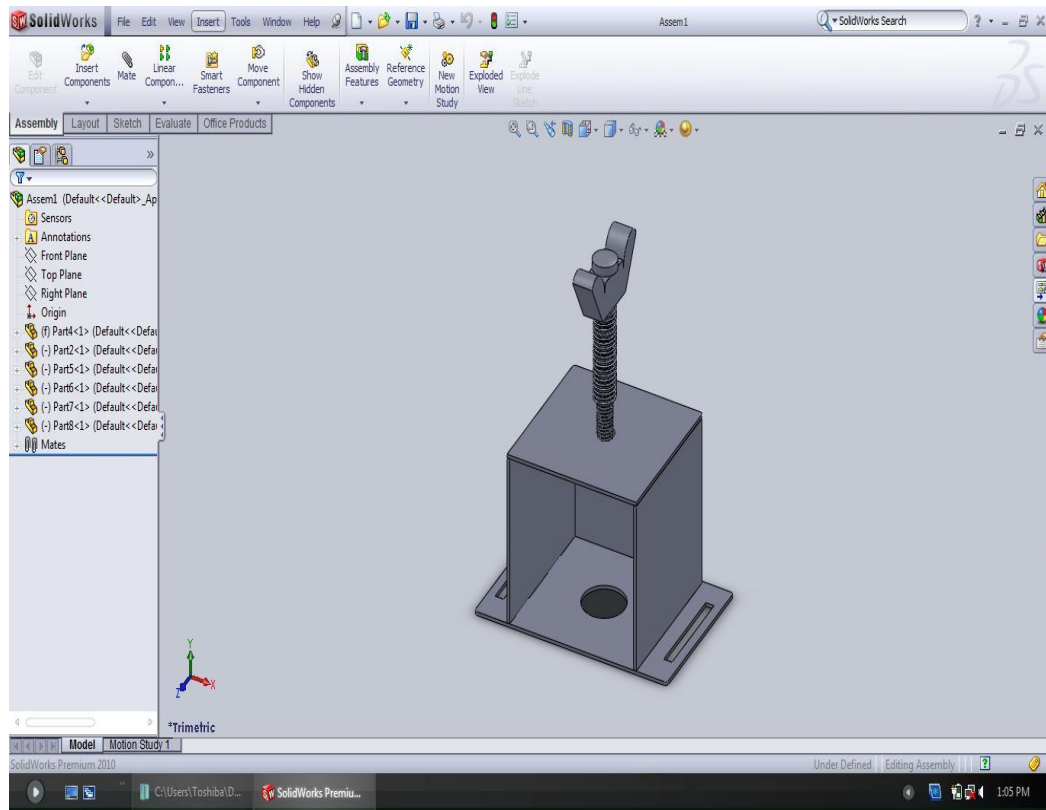 SolidWorks File Edit View Insert Tools Window Help Assem1 SolidWorks Search ?
Edit Component
Insert Components
Mate
Linear Compon...
Smart Fasteners
Move Component
Show Hidden Components
Assembly Features
Reference Geometry
New Motion Study
Exploded View
Explode Line Sketch
Assembly Layout Sketch Evaluate Office Products
Assem1 (Default<<Default>_Ap
Sensors
Annotations
Front Plane
Top Plane
Right Plane
Origin
(f) Part4<1> (Default<<Defau
(-) Part2<1> (Default<<Defau
(-) Part5<1> (Default<<Defau
(-) Part6<1> (Default<<Defau
(-) Part7<1> (Default<<Defau
(-) Part8<1> (Default<<Defau
Mates
Y
Z X
*Trimetric
Model Motion Study 1
SolidWorks Premium 2010 Under Defined Editing Assembly
C:\Users\Toshiba\D... SolidWorks Premiu... 1:05 PM